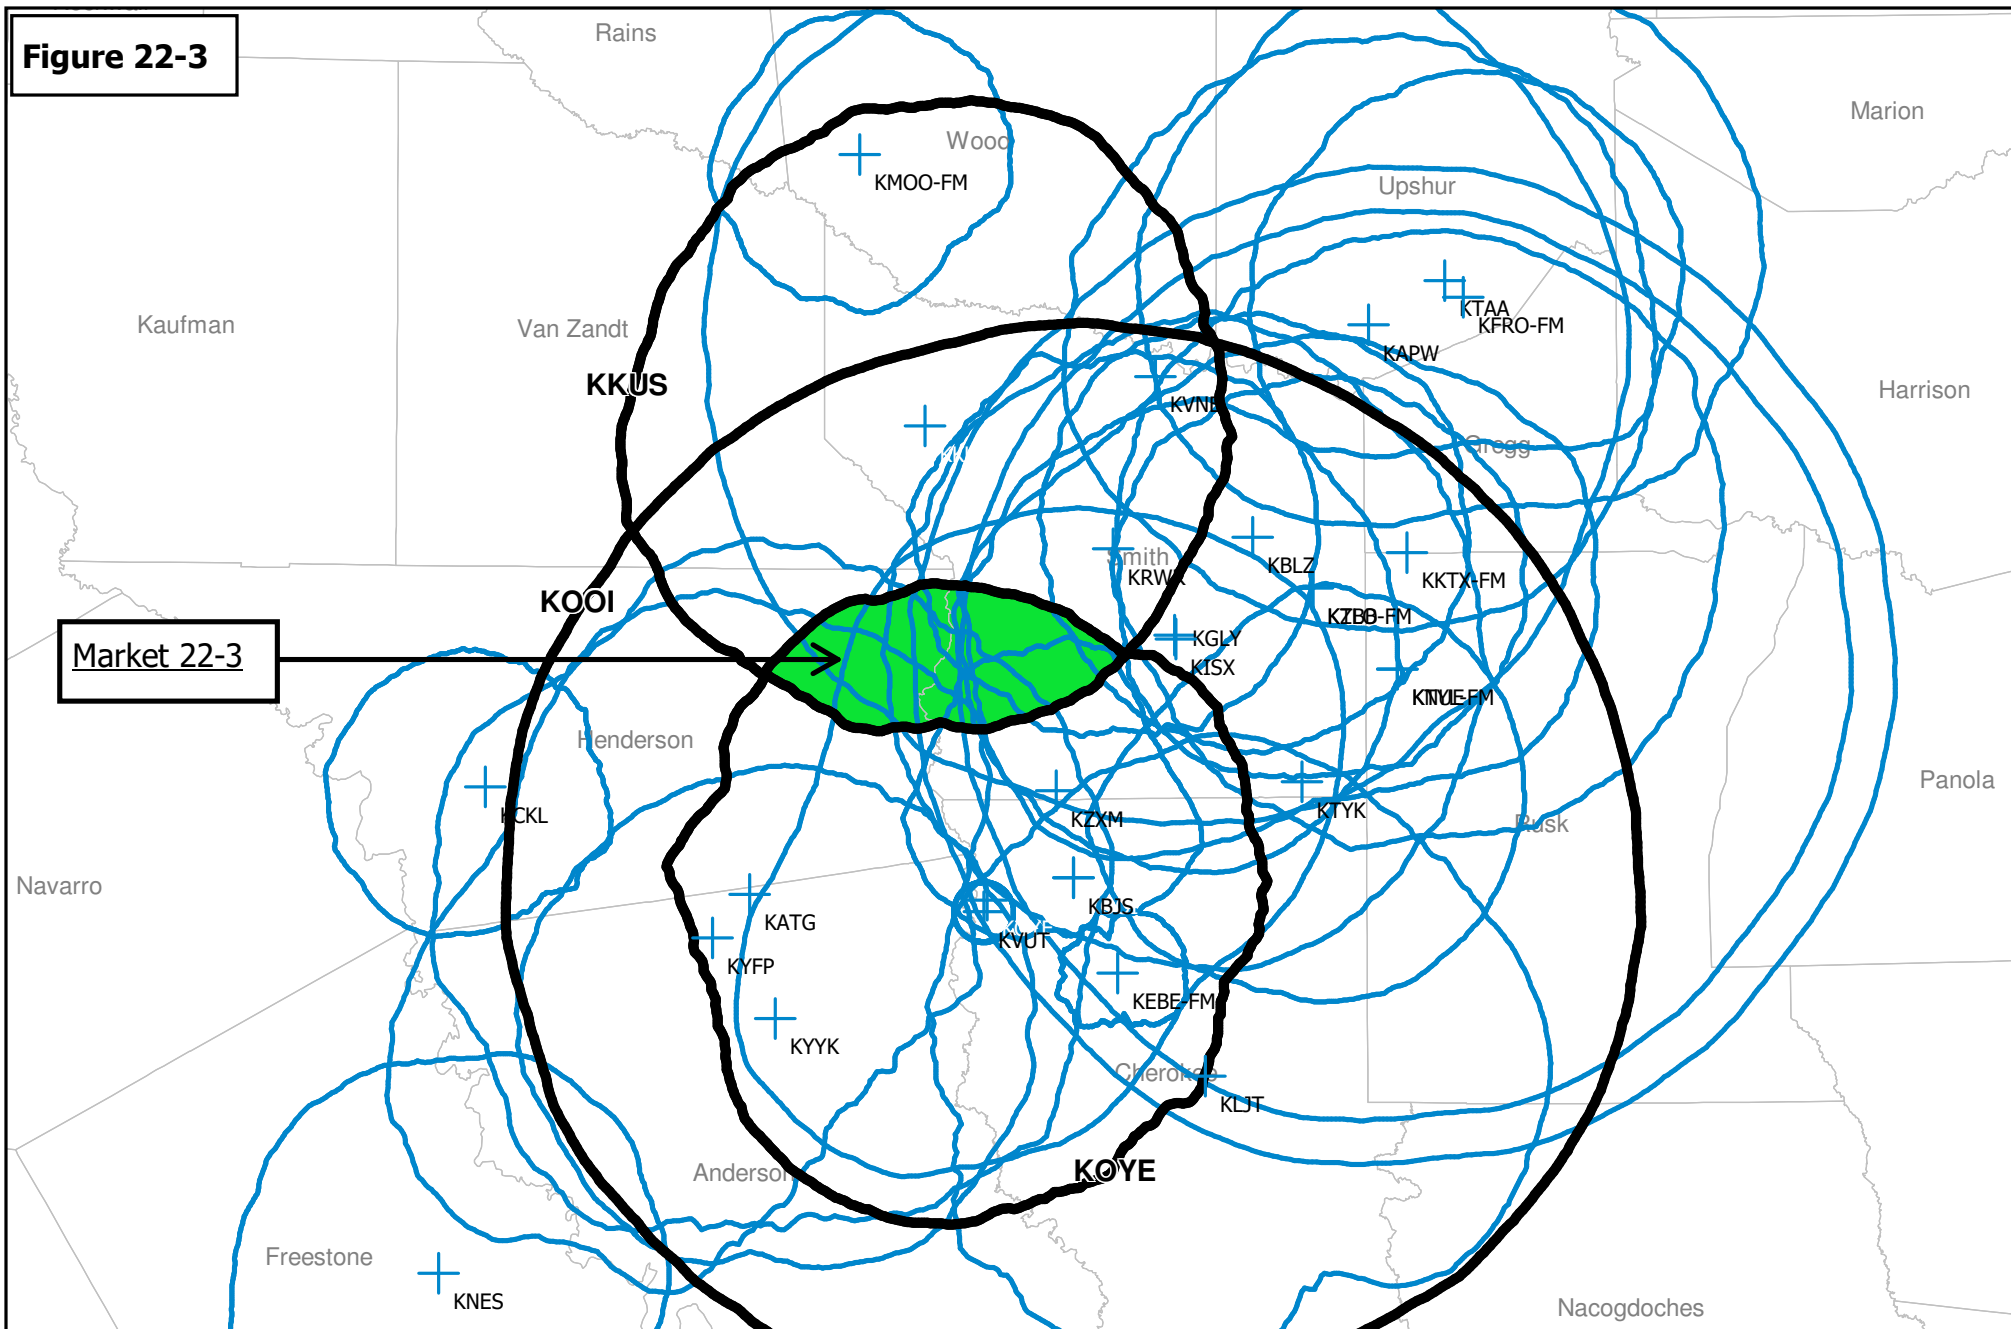 Figure 22-3
Rains
Marion
Wood
KMOO-FM
Upshur
KTAA
KFRO-FM
Kaufman
Van Zandt
KAPW
KKUS
Harrison
Gregg
Smith
KRWR
KBLZ
KKTX-FM
KOOI
KGLY
KISX
Market 22-3
Henderson
Panola
KCKL
KZXM
KTYK
Rusk
Navarro
KATG
KBJS
KVUT
KYFP
KEBE-FM
KYYK
Cherokee
KLJT
Anderson
KOYE
Freestone
KNES
Nacogdoches